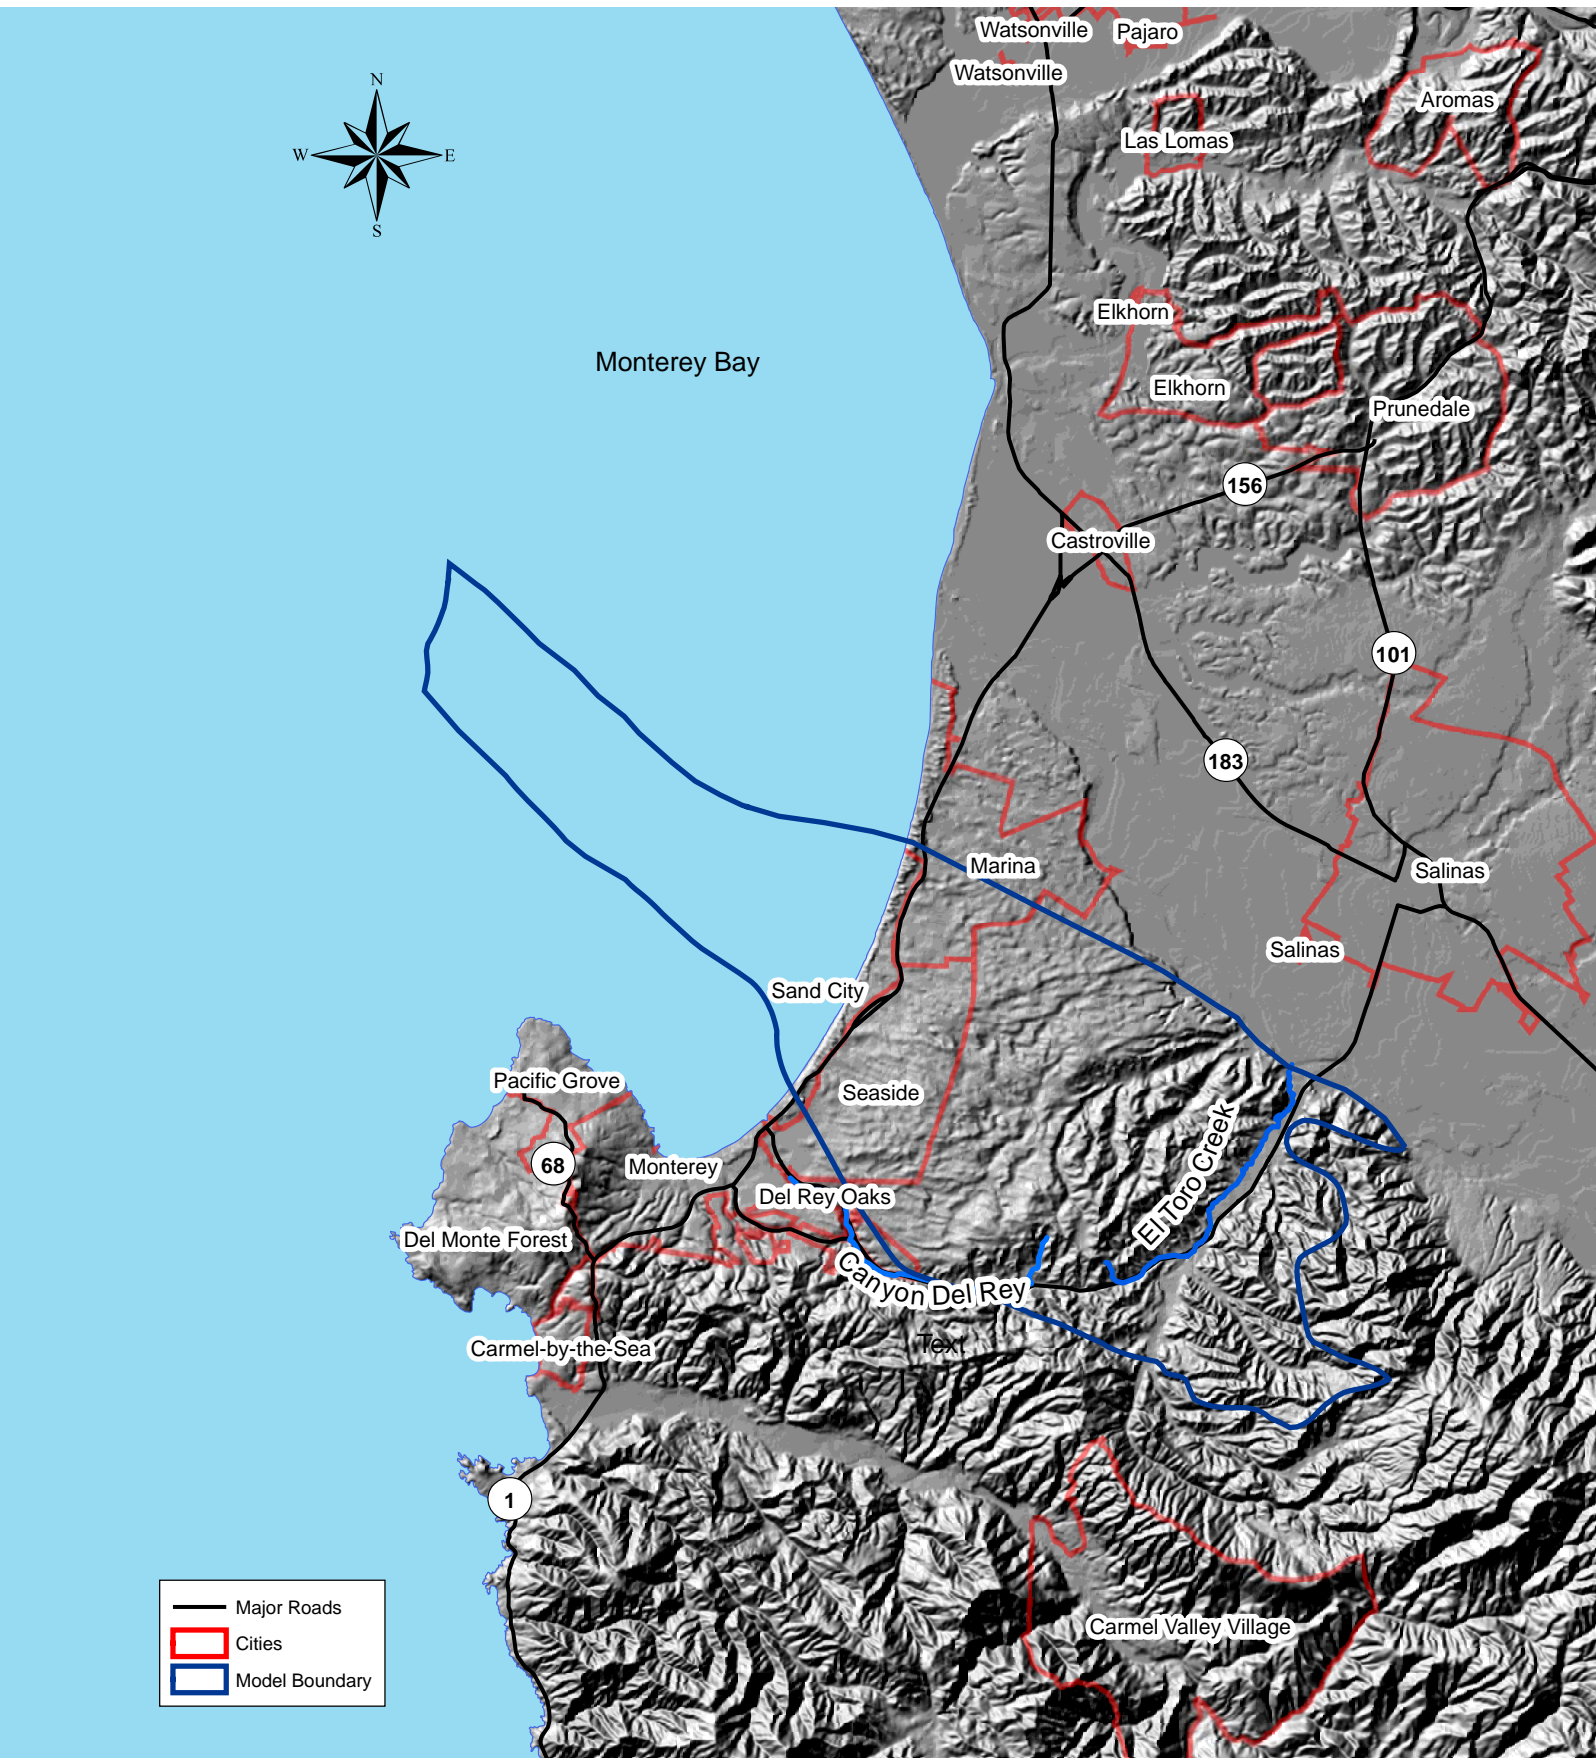 Watsonville
Pajaro
Watsonville
Aromas
N
Las Lomas
W
E
S
Elkhorn
Monterey Bay
Elkhorn
Prunedale
156
Castroville
101
183
Marina
Salinas
Salinas
Sand City
Pacific Grove
Seaside
68
Monterey
El Toro Creek
Del Rey Oaks
Del Monte Forest
Canyon Del Rey
Text
Carmel-by-the-Sea
1
Major Roads
Cities
Carmel Valley Village
Model Boundary